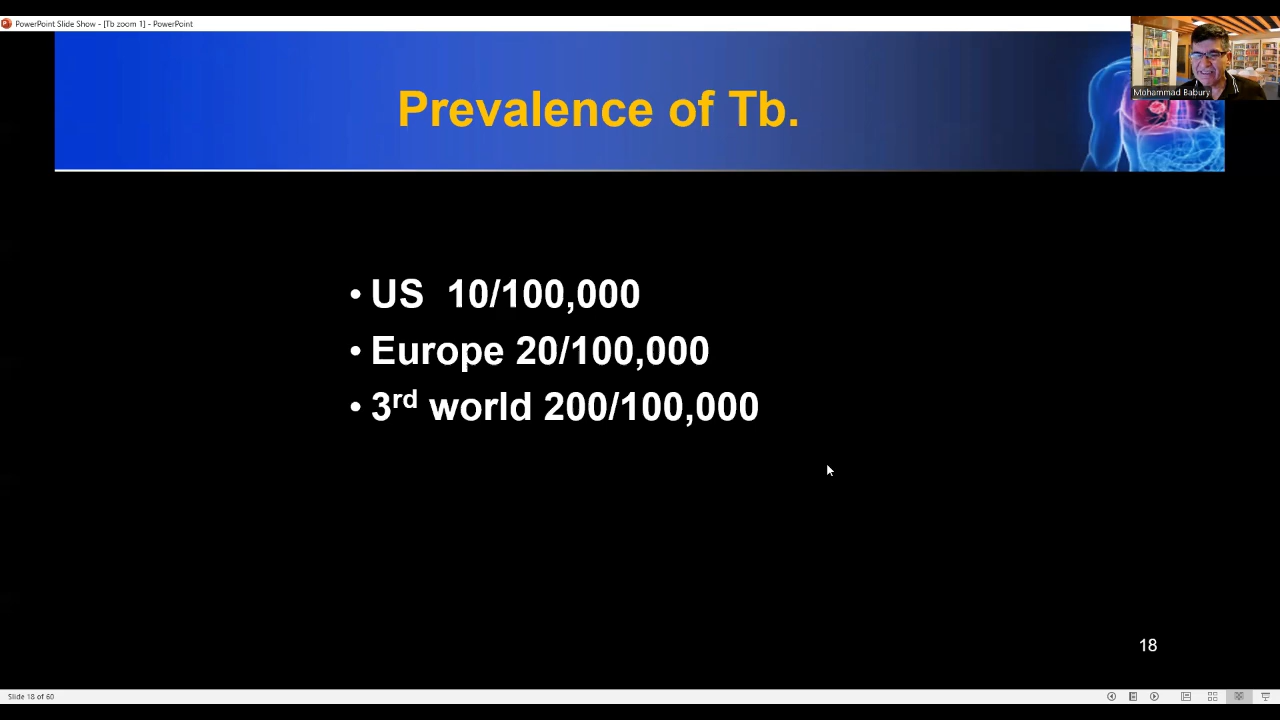 PowerPoint Slide Show - [Tb zoom 1] - PowerPoint
Mohammad Babury
Prevalence of Tb.
• US  10/100,000
• Europe 20/100,000
• 3rd world 200/100,000
18
Slide 18 of 60